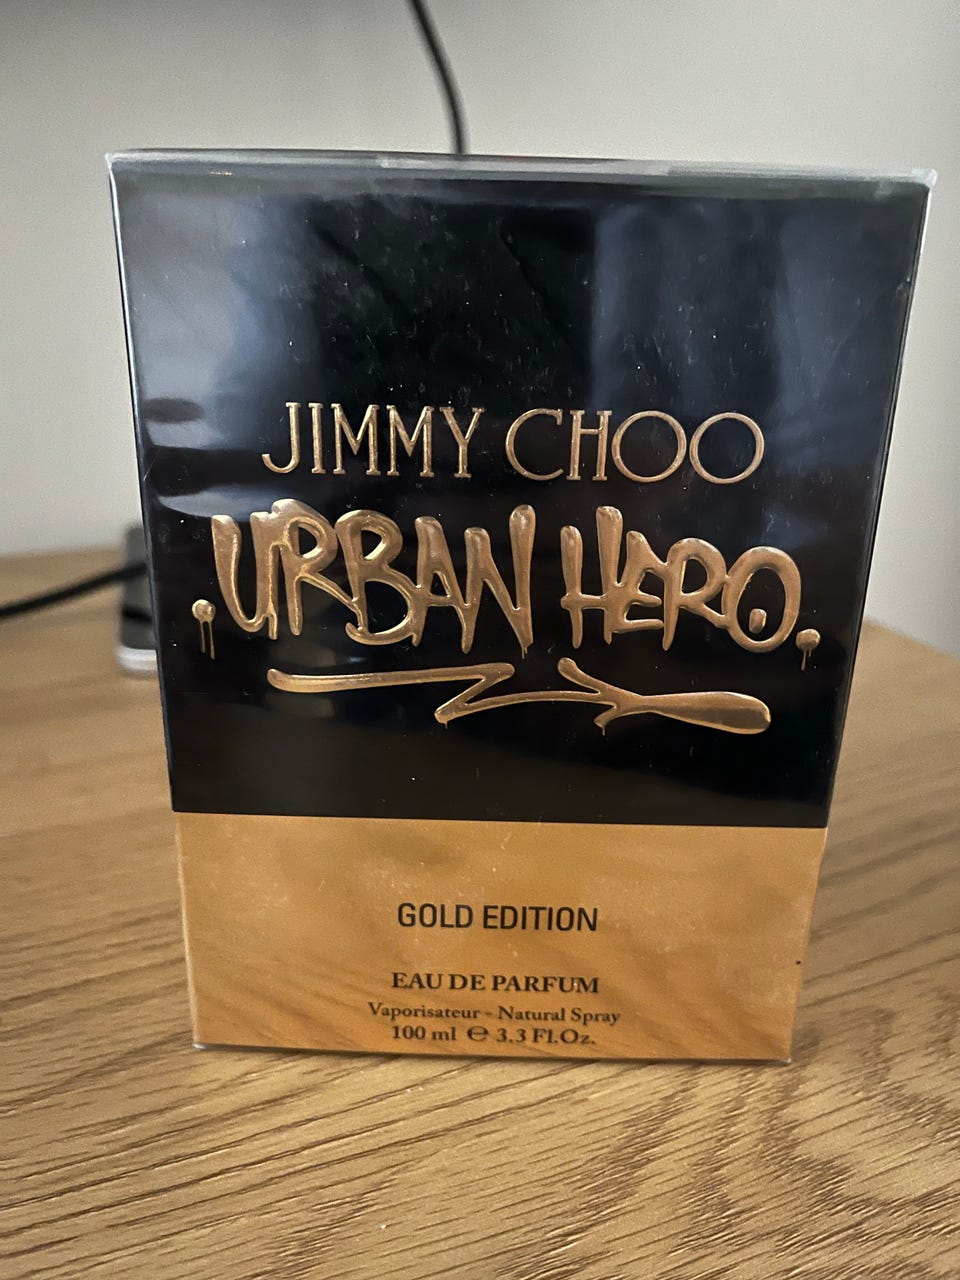 JIMMY CHOO
.URBAN HERO.
GOLD EDITION
EAU DE PARFUM
Vaporisateur - Natural Spray
100 ml ℮ 3.3 Fl.Oz.